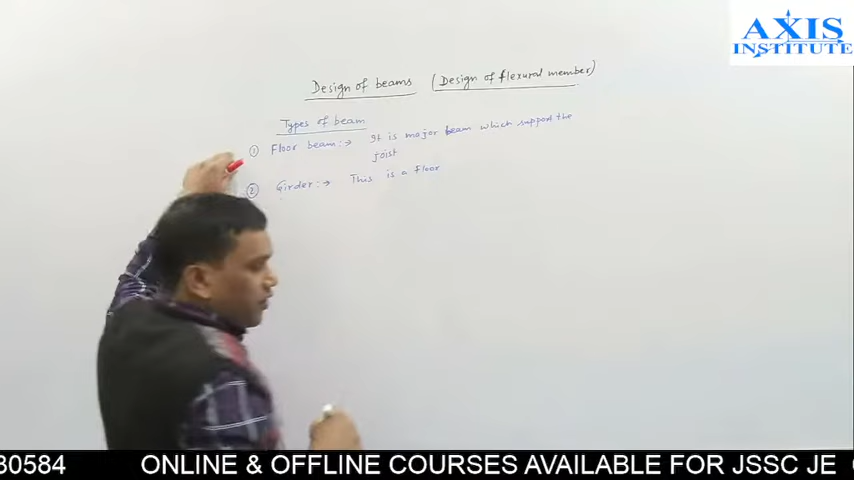 AXIS
INSTITUTE
Design of beams (Design of flexural member)
Types of beam
① Floor beam :→ It is major beam which support the
joist
② Girder :→ This is a floor
30584 ONLINE & OFFLINE COURSES AVAILABLE FOR JSSC JE